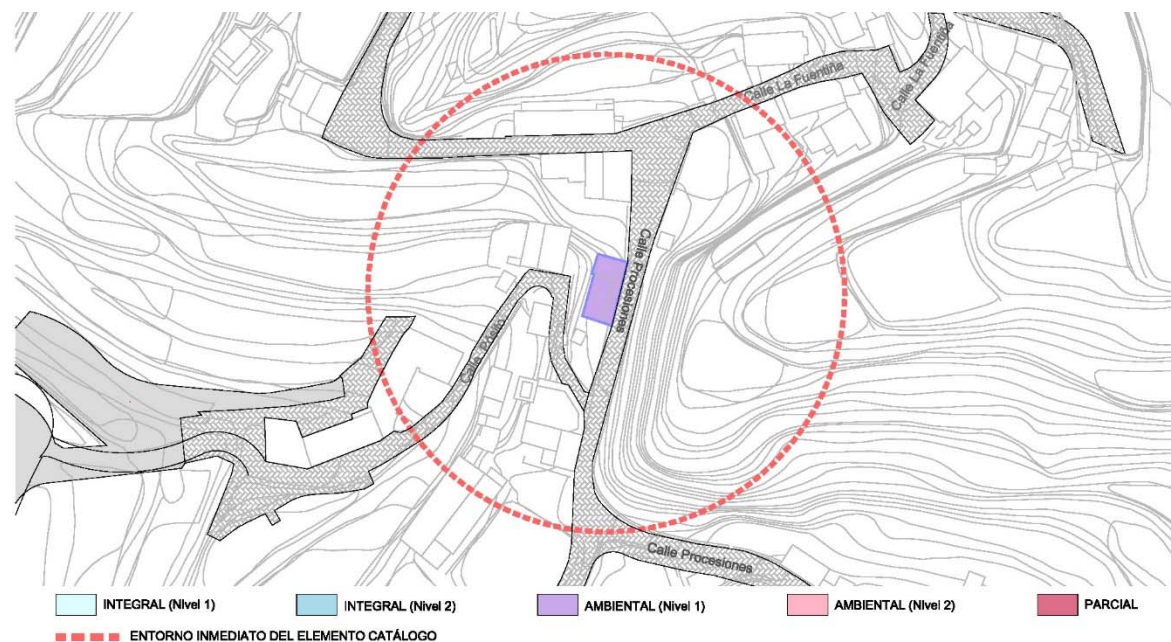 Calle La Fuentiña
Calle La Fuentiña
Calle Procesiones
Calle
Calle Procesiones
INTEGRAL (Nivel 1)
INTEGRAL (Nivel 2)
AMBIENTAL (Nivel 1)
AMBIENTAL (Nivel 2)
PARCIAL
ENTORNO INMEDIATO DEL ELEMENTO CATÁLOGO